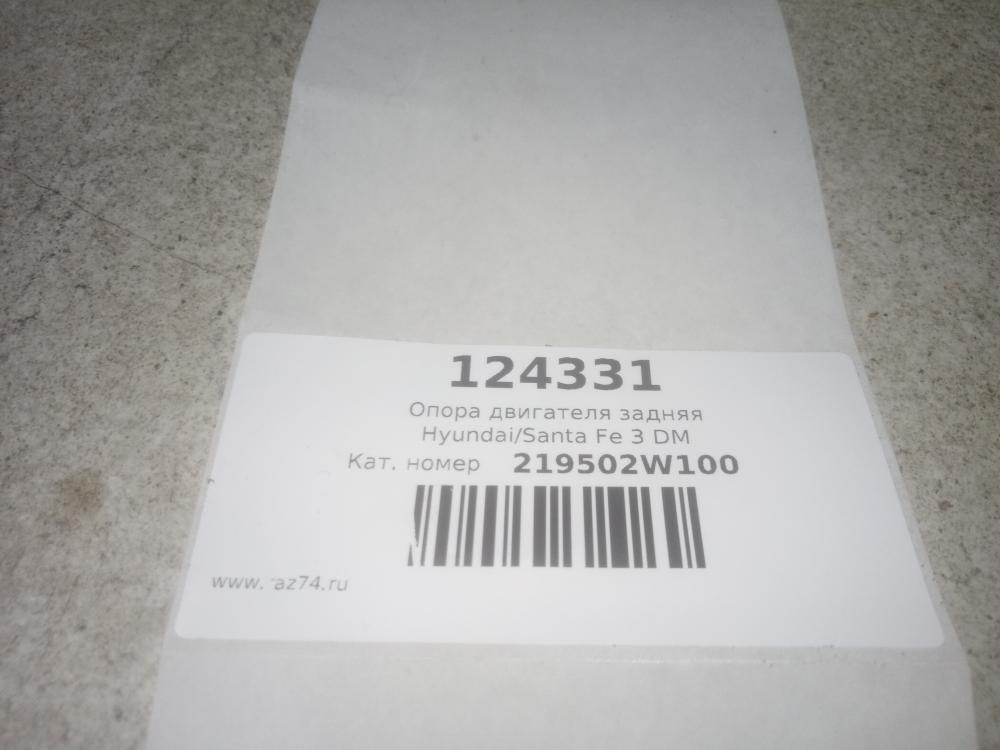 124331
Опора двигателя задняя
Hyundai/Santa Fe 3 DM
Кат. номер 219502W100